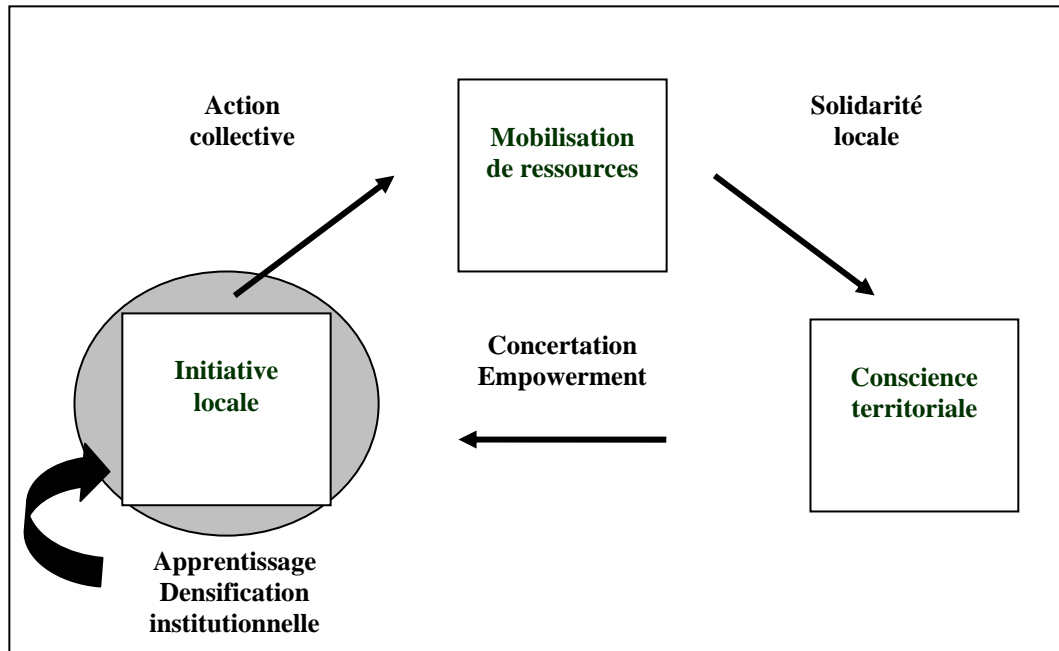 Action
collective
Mobilisation
de ressources
Solidarité
locale
Initiative
locale
Concertation
Empowerment
Conscience
territoriale
Apprentissage
Densification
institutionnelle